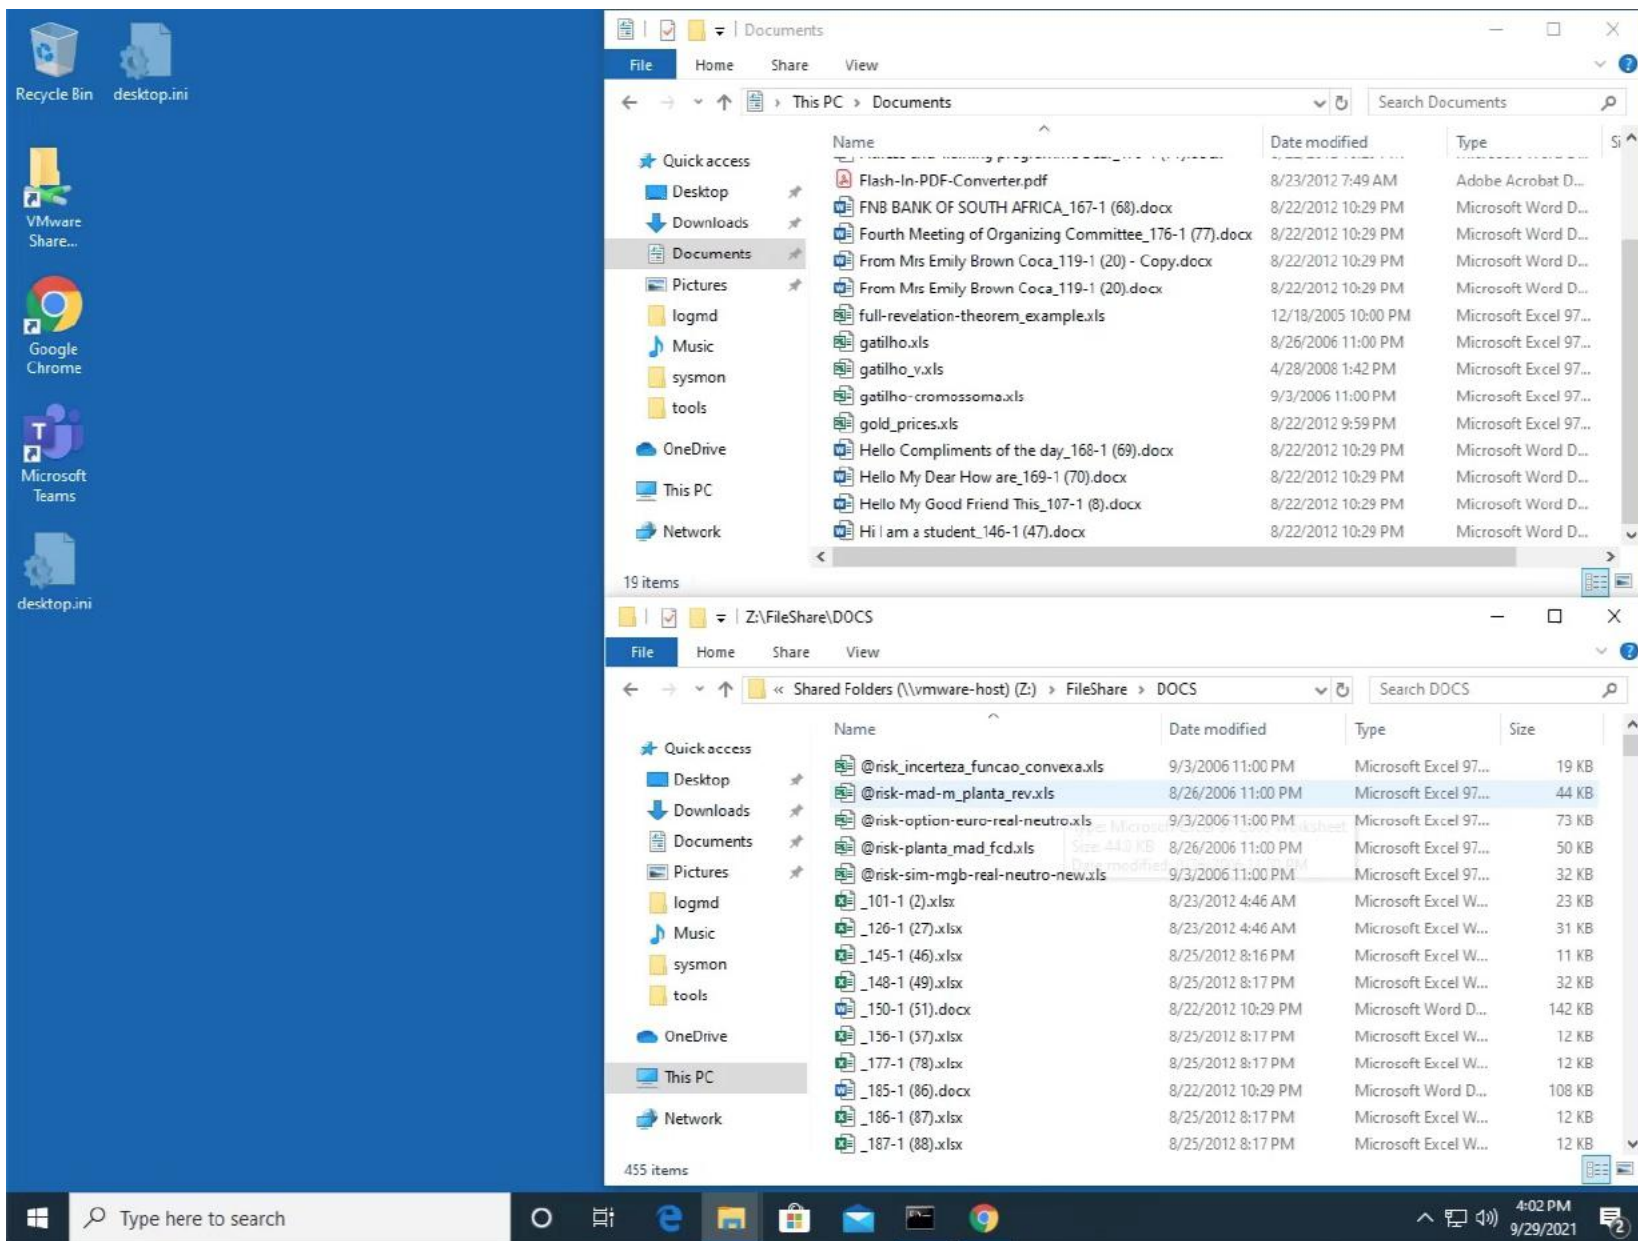 Recycle Bin
desktop.ini
VMware
Share...
Google
Chrome
Microsoft
Teams
desktop.ini
Documents
File Home Share View
This PC > Documents
Search Documents
Name Date modified Type
Flash-In-PDF-Converter.pdf 8/23/2012 7:49 AM Adobe Acrobat D...
FNB BANK OF SOUTH AFRICA_167-1 (68).docx 8/22/2012 10:29 PM Microsoft Word D...
Fourth Meeting of Organizing Committee_176-1 (77).docx 8/22/2012 10:29 PM Microsoft Word D...
From Mrs Emily Brown Coca_119-1 (20) - Copy.docx 8/22/2012 10:29 PM Microsoft Word D...
From Mrs Emily Brown Coca_119-1 (20).docx 8/22/2012 10:29 PM Microsoft Word D...
full-revelation-theorem_example.xls 12/18/2005 10:00 PM Microsoft Excel 97...
gatilho.xls 8/26/2006 11:00 PM Microsoft Excel 97...
gatilho_v.xls 4/28/2008 1:42 PM Microsoft Excel 97...
gatilho-cromossoma.xls 9/3/2006 11:00 PM Microsoft Excel 97...
gold_prices.xls 8/22/2012 9:59 PM Microsoft Excel 97...
Hello Compliments of the day_168-1 (69).docx 8/22/2012 10:29 PM Microsoft Word D...
Hello My Dear How are_169-1 (70).docx 8/22/2012 10:29 PM Microsoft Word D...
Hello My Good Friend This_107-1 (8).docx 8/22/2012 10:29 PM Microsoft Word D...
Hi I am a student_146-1 (47).docx 8/22/2012 10:29 PM Microsoft Word D...
Quick access
Desktop
Downloads
Documents
Pictures
logmd
Music
sysmon
tools
OneDrive
This PC
Network
19 items
Z:\FileShare\DOCS
File Home Share View
« Shared Folders (\\vmware-host) (Z:) > FileShare > DOCS
Search DOCS
Name Date modified Type Size
@risk_incerteza_funcao_convexa.xls 9/3/2006 11:00 PM Microsoft Excel 97... 19 KB
@risk-mad-m_planta_rev.xls 8/26/2006 11:00 PM Microsoft Excel 97... 44 KB
@risk-option-euro-real-neutro.xls 9/3/2006 11:00 PM Microsoft Excel 97... 73 KB
@risk-planta_mad_fcd.xls 8/26/2006 11:00 PM Microsoft Excel 97... 50 KB
@risk-sim-mgb-real-neutro-new.xls 9/3/2006 11:00 PM Microsoft Excel 97... 32 KB
_101-1 (2).xlsx 8/23/2012 4:46 AM Microsoft Excel W... 23 KB
_126-1 (27).xlsx 8/23/2012 4:46 AM Microsoft Excel W... 31 KB
_145-1 (46).xlsx 8/25/2012 8:16 PM Microsoft Excel W... 11 KB
_148-1 (49).xlsx 8/25/2012 8:17 PM Microsoft Excel W... 32 KB
_150-1 (51).docx 8/22/2012 10:29 PM Microsoft Word D... 142 KB
_156-1 (57).xlsx 8/25/2012 8:17 PM Microsoft Excel W... 12 KB
_177-1 (78).xlsx 8/25/2012 8:17 PM Microsoft Excel W... 12 KB
_185-1 (86).docx 8/22/2012 10:29 PM Microsoft Word D... 108 KB
_186-1 (87).xlsx 8/25/2012 8:17 PM Microsoft Excel W... 12 KB
_187-1 (88).xlsx 8/25/2012 8:17 PM Microsoft Excel W... 12 KB
Quick access
Desktop
Downloads
Documents
Pictures
logmd
Music
sysmon
tools
OneDrive
This PC
Network
455 items
Type here to search
4:02 PM
9/29/2021
2